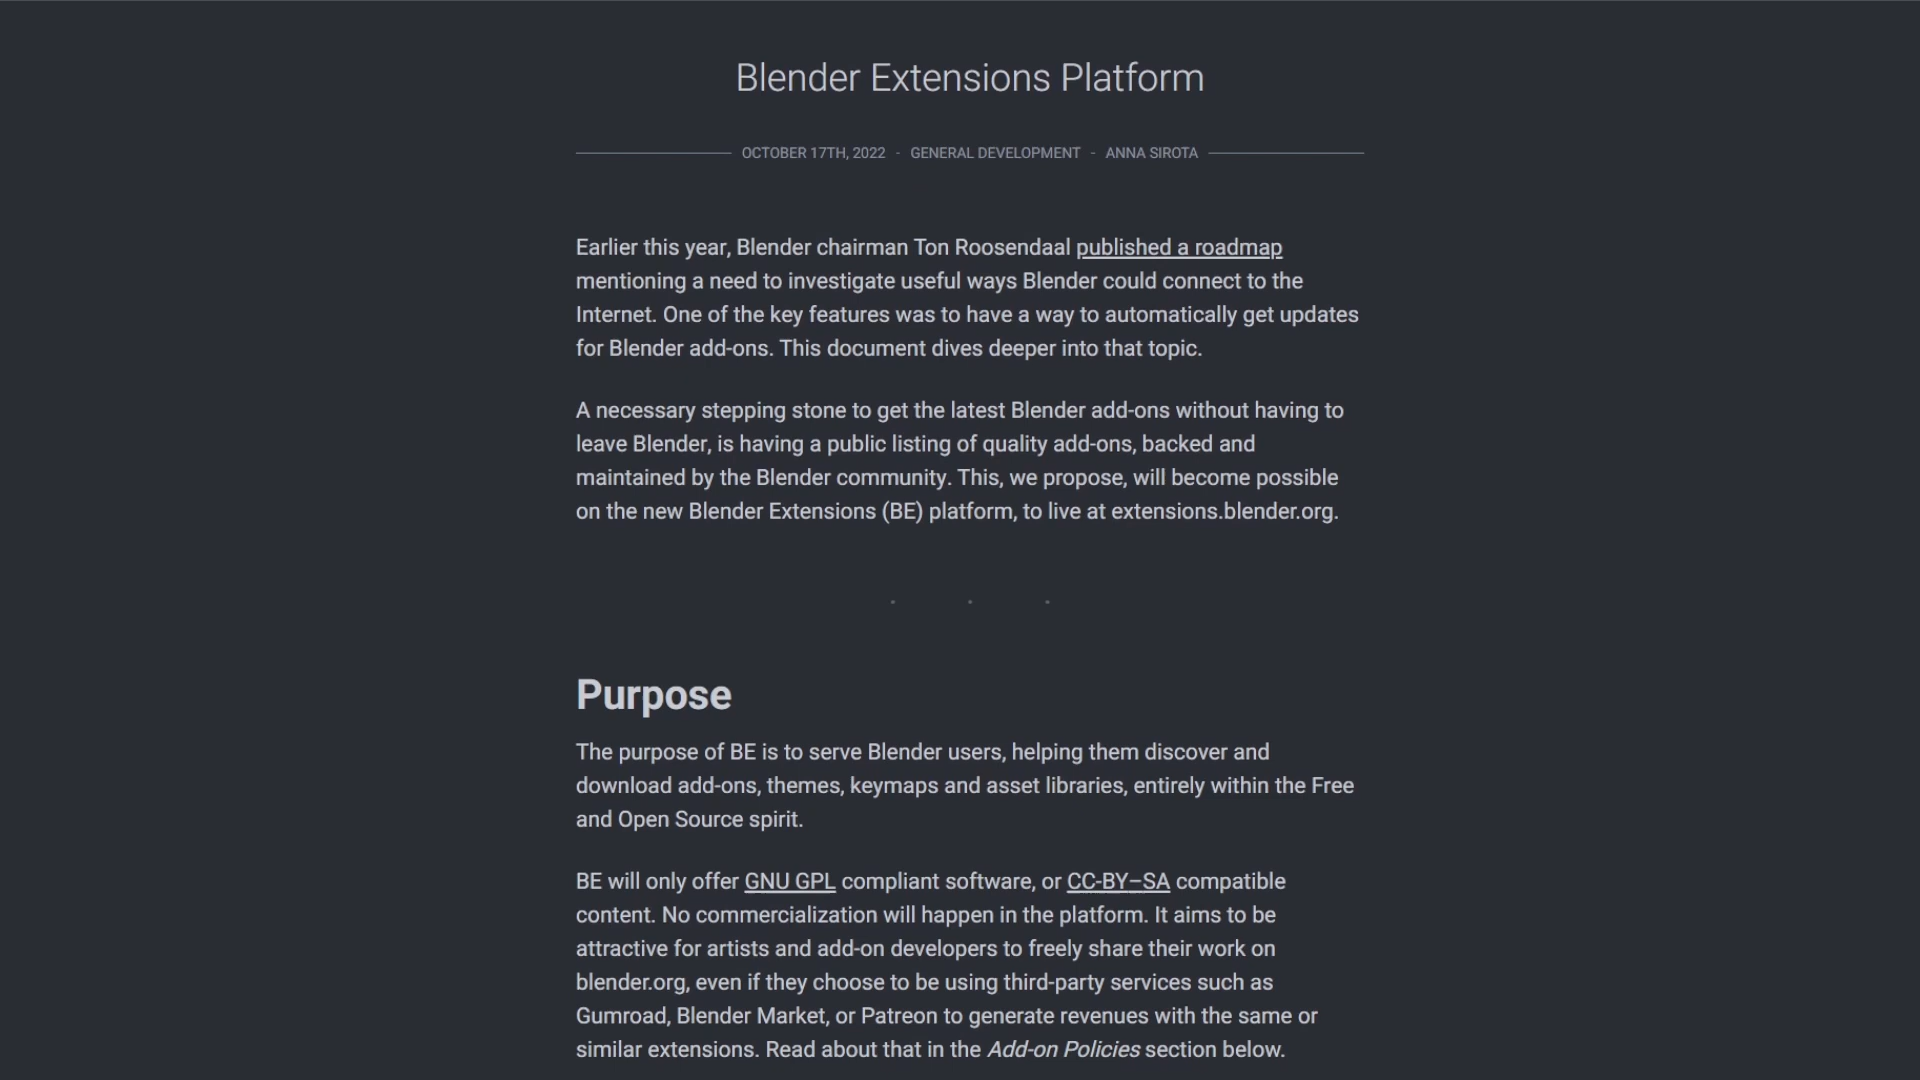 Blender Extensions Platform
OCTOBER 17TH, 2022 - GENERAL DEVELOPMENT - ANNA SIROTA
Earlier this year, Blender chairman Ton Roosendaal published a roadmap
mentioning a need to investigate useful ways Blender could connect to the
Internet. One of the key features was to have a way to automatically get updates
for Blender add-ons. This document dives deeper into that topic.
A necessary stepping stone to get the latest Blender add-ons without having to
leave Blender, is having a public listing of quality add-ons, backed and
maintained by the Blender community. This, we propose, will become possible
on the new Blender Extensions (BE) platform, to live at extensions.blender.org.
Purpose
The purpose of BE is to serve Blender users, helping them discover and
download add-ons, themes, keymaps and asset libraries, entirely within the Free
and Open Source spirit.
BE will only offer GNU GPL compliant software, or CC-BY–SA compatible
content. No commercialization will happen in the platform. It aims to be
attractive for artists and add-on developers to freely share their work on
blender.org, even if they choose to be using third-party services such as
Gumroad, Blender Market, or Patreon to generate revenues with the same or
similar extensions. Read about that in the Add-on Policies section below.